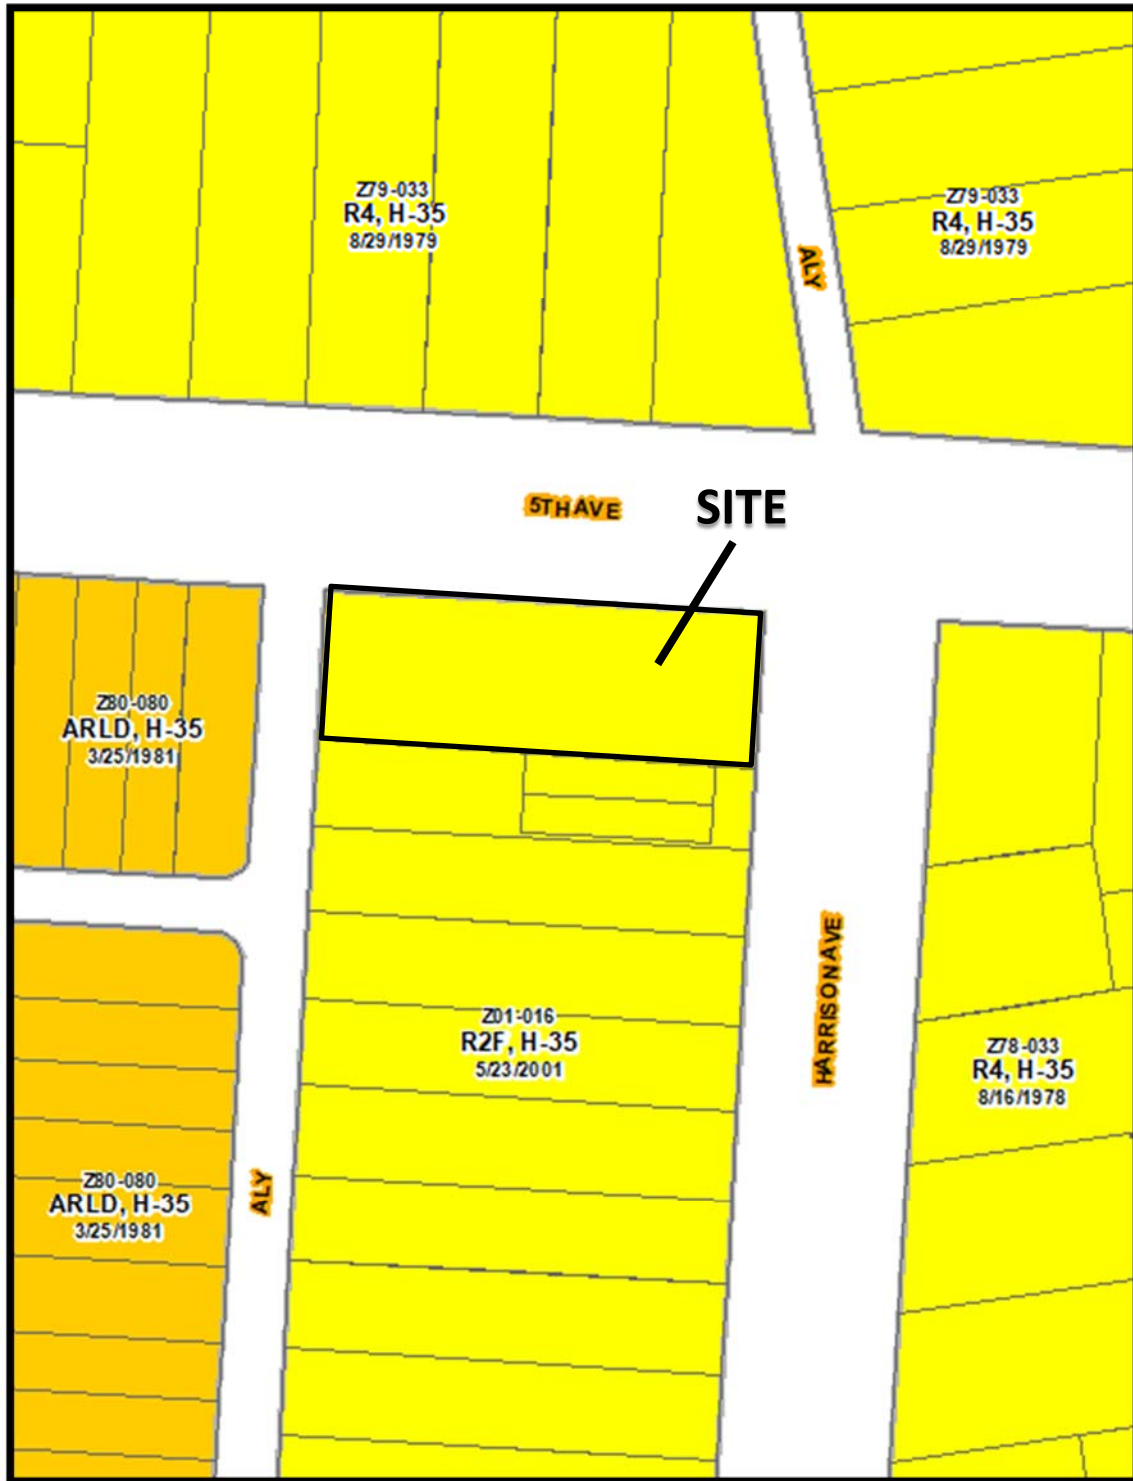 Z79-033
R4, H-35
8/29/1979
Z79-033
R4, H-35
8/29/1979
ALY
5TH AVE
SITE
Z80-080
ARLD, H-35
3/25/1981
HARRISON AVE
Z01-016
R2F, H-35
5/23/2001
Z78-033
R4, H-35
8/16/1978
Z80-080
ARLD, H-35
3/25/1981
ALY